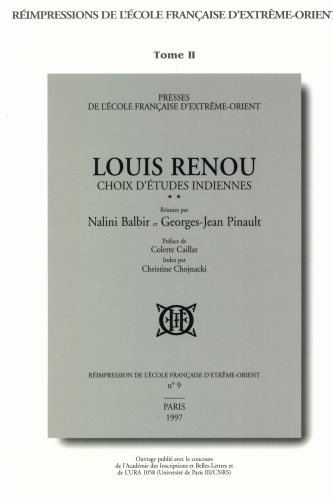 RÉIMPRESSIONS DE L'ÉCOLE FRANÇAISE D'EXTRÊME-ORIENT
Tome II
PRESSES
DE L'ÉCOLE FRANÇAISE D'EXTRÊME-ORIENT
LOUIS RENOU
CHOIX D'ÉTUDES INDIENNES
**
Réunies par
Nalini Balbir et Georges-Jean Pinault
Préface de
Colette Caillat
Index par
Christine Chojnacki
RÉIMPRESSION DE L'ÉCOLE FRANÇAISE D'ETRÊME-ORIENT
n° 9
PARIS
1997
Ouvrage publié avec le concours
de l'Académie des Inscriptions et Belles-Lettres et
de L'URA 1058 (Université de Paris III/CNRS)